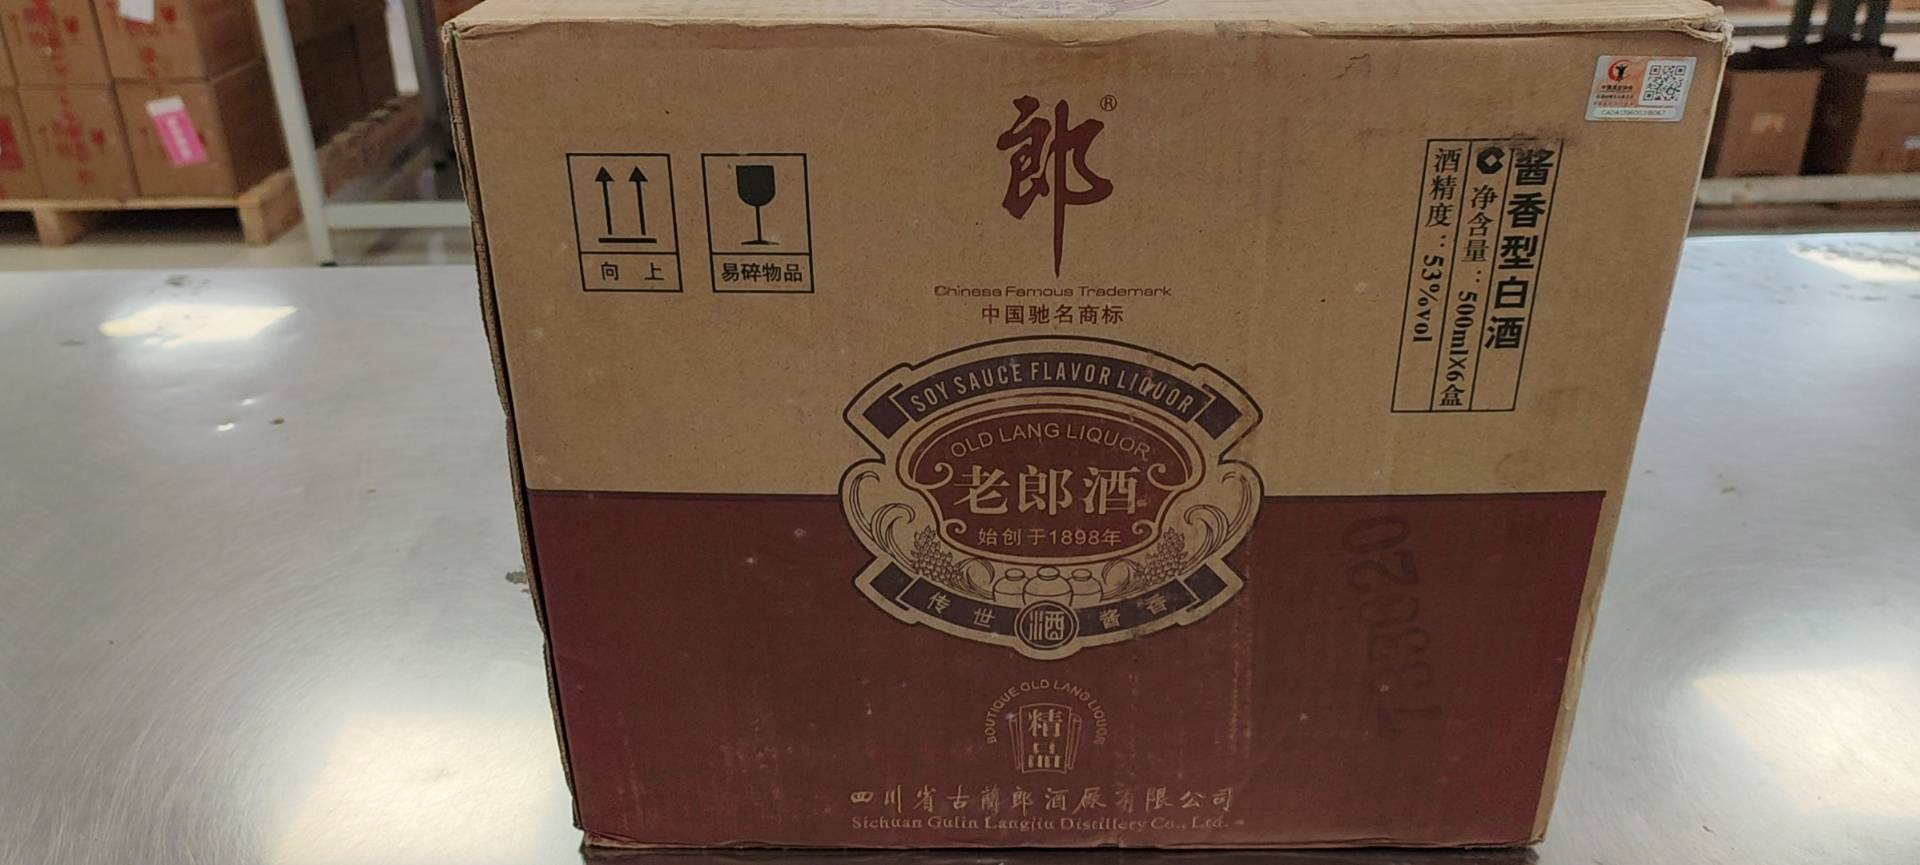 郎®
Chinese Famous Trademark
中国驰名商标
向 上
易碎物品
酱香型白酒
净含量：500ml×6盒
酒精度：53%vol
SOY SAUCE FLAVOR LIQUOR
OLD LANG LIQUOR
老郎酒
始创于1898年
传世 酒 酱香
BOUTIQUE OLD LANG LIQUOR
精品
四川省古蔺郎酒厂有限公司
Sichuan Gulin Langjiu Distillery Co., Ltd.